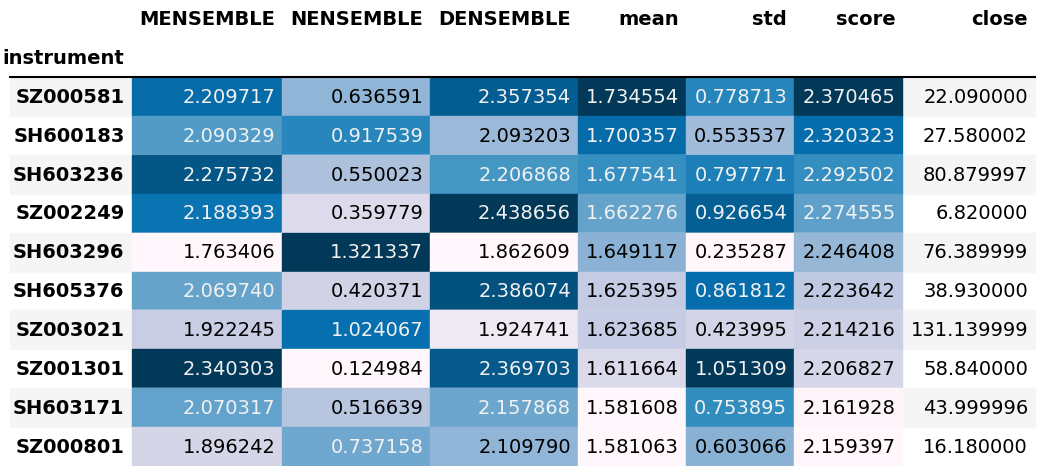 MENSEMBLE NENSEMBLE DENSEMBLE mean std score close
instrument
SZ000581 2.209717 0.636591 2.357354 1.734554 0.778713 2.370465 22.090000
SH600183 2.090329 0.917539 2.093203 1.700357 0.553537 2.320323 27.580002
SH603236 2.275732 0.550023 2.206868 1.677541 0.797771 2.292502 80.879997
SZ002249 2.188393 0.359779 2.438656 1.662276 0.926654 2.274555 6.820000
SH603296 1.763406 1.321337 1.862609 1.649117 0.235287 2.246408 76.389999
SH605376 2.069740 0.420371 2.386074 1.625395 0.861812 2.223642 38.930000
SZ003021 1.922245 1.024067 1.924741 1.623685 0.423995 2.214216 131.139999
SZ001301 2.340303 0.124984 2.369703 1.611664 1.051309 2.206827 58.840000
SH603171 2.070317 0.516639 2.157868 1.581608 0.753895 2.161928 43.999996
SZ000801 1.896242 0.737158 2.109790 1.581063 0.603066 2.159397 16.180000